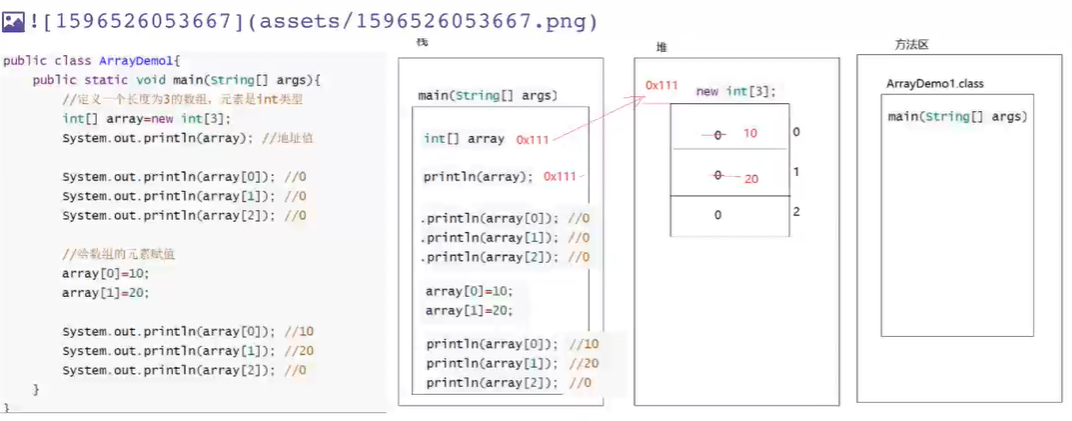 ![1596526053667](assets/1596526053667.png)
public class ArrayDemo1{
public static void main(String[] args){
//定义一个长度为3的数组，元素是int类型
int[] array=new int[3];
System.out.println(array); //地址值
System.out.println(array[0]); //0
System.out.println(array[1]); //0
System.out.println(array[2]); //0
//给数组的元素赋值
array[0]=10;
array[1]=20;
System.out.println(array[0]); //10
System.out.println(array[1]); //20
System.out.println(array[2]); //0
}
}
栈
main(String[] args)
int[] array 0x111
println(array); 0x111
.println(array[0]); //0
.println(array[1]); //0
.println(array[2]); //0
array[0]=10;
array[1]=20;
println(array[0]); //10
println(array[1]); //20
println(array[2]); //0
堆
0x111 new int[3];
0 10 0
0 20 1
0 2
方法区
ArrayDemo1.class
main(String[] args)